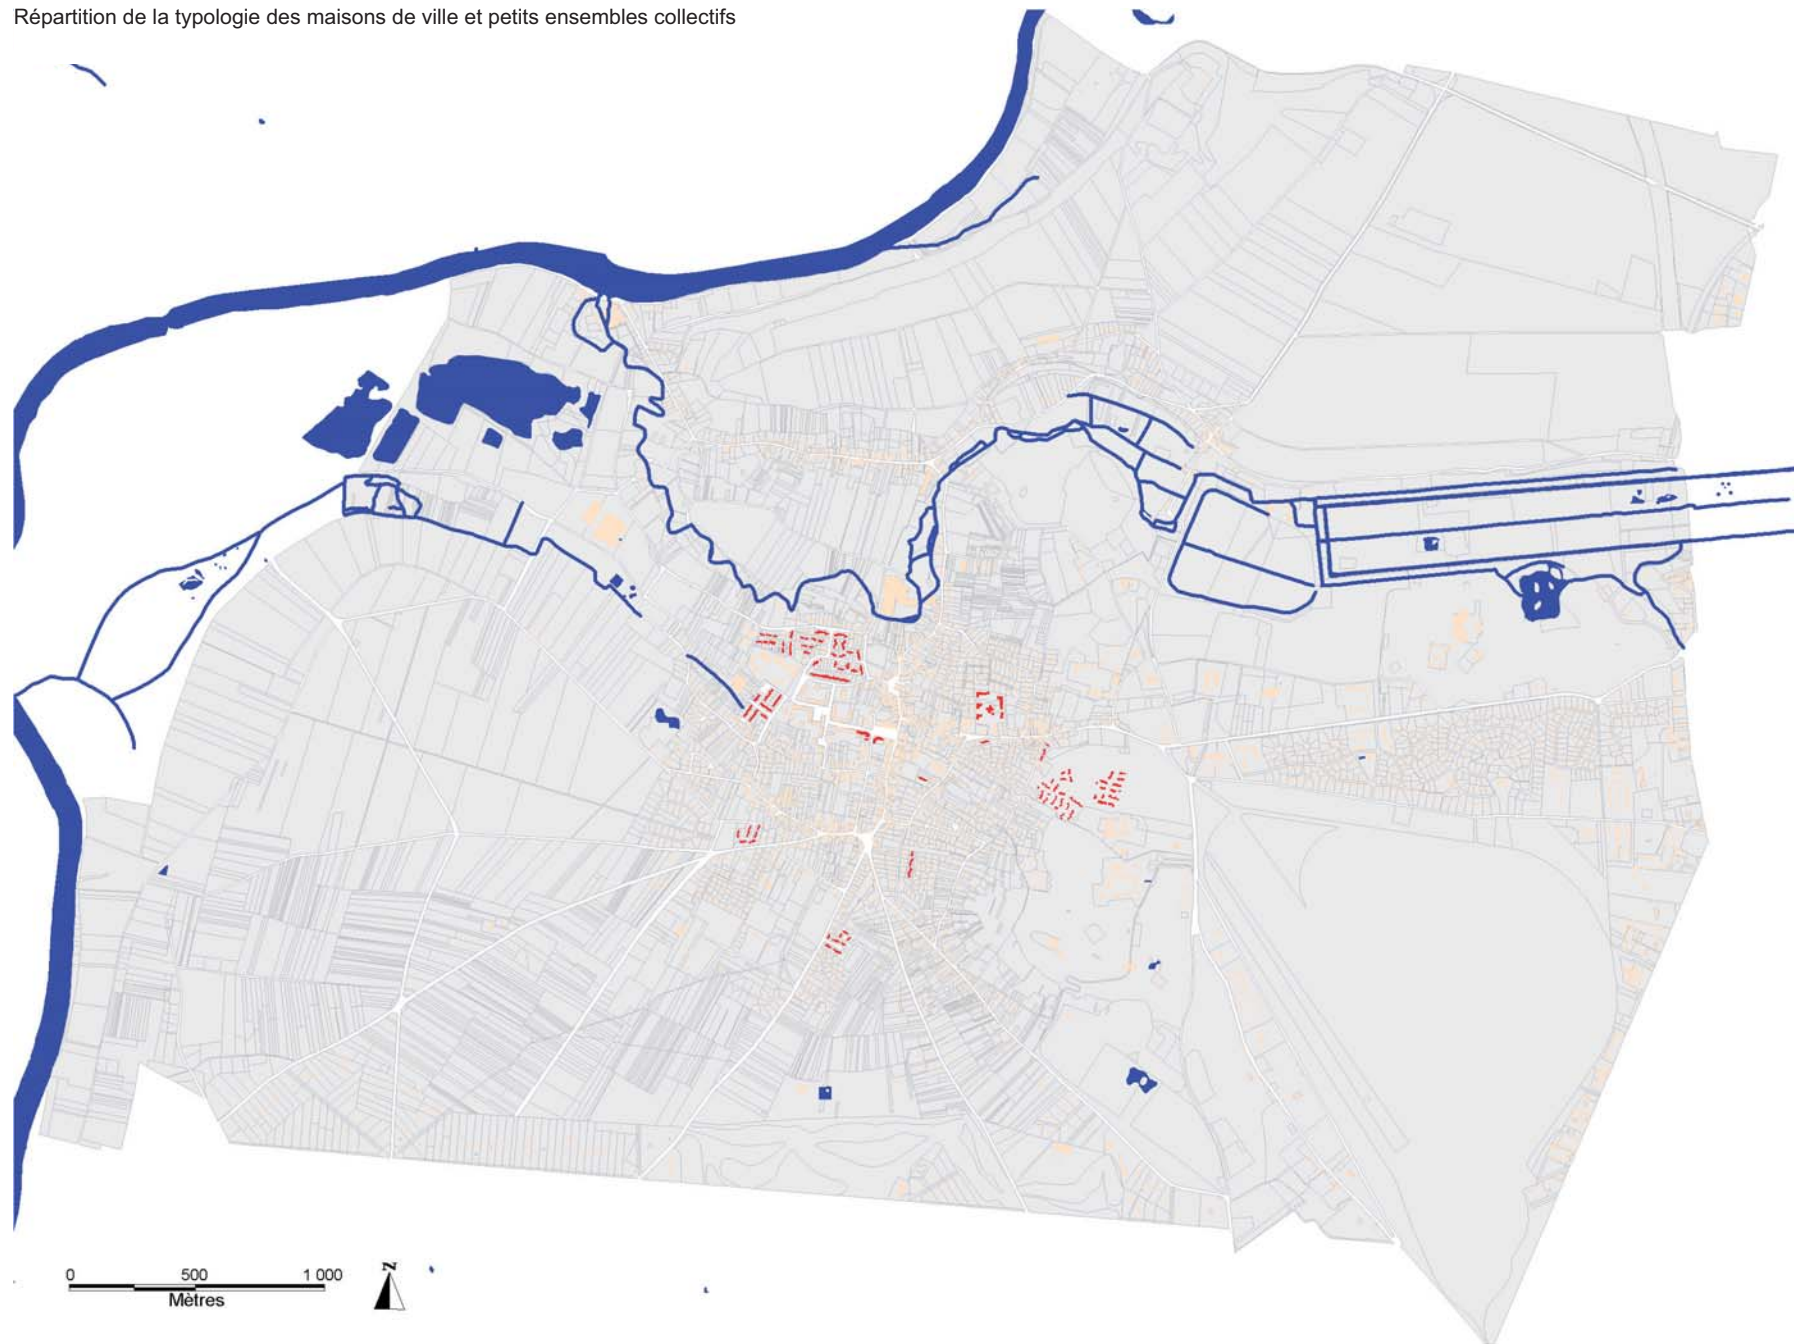 Répartition de la typologie des maisons de ville et petits ensembles collectifs
0 500 1 000
Mètres
N